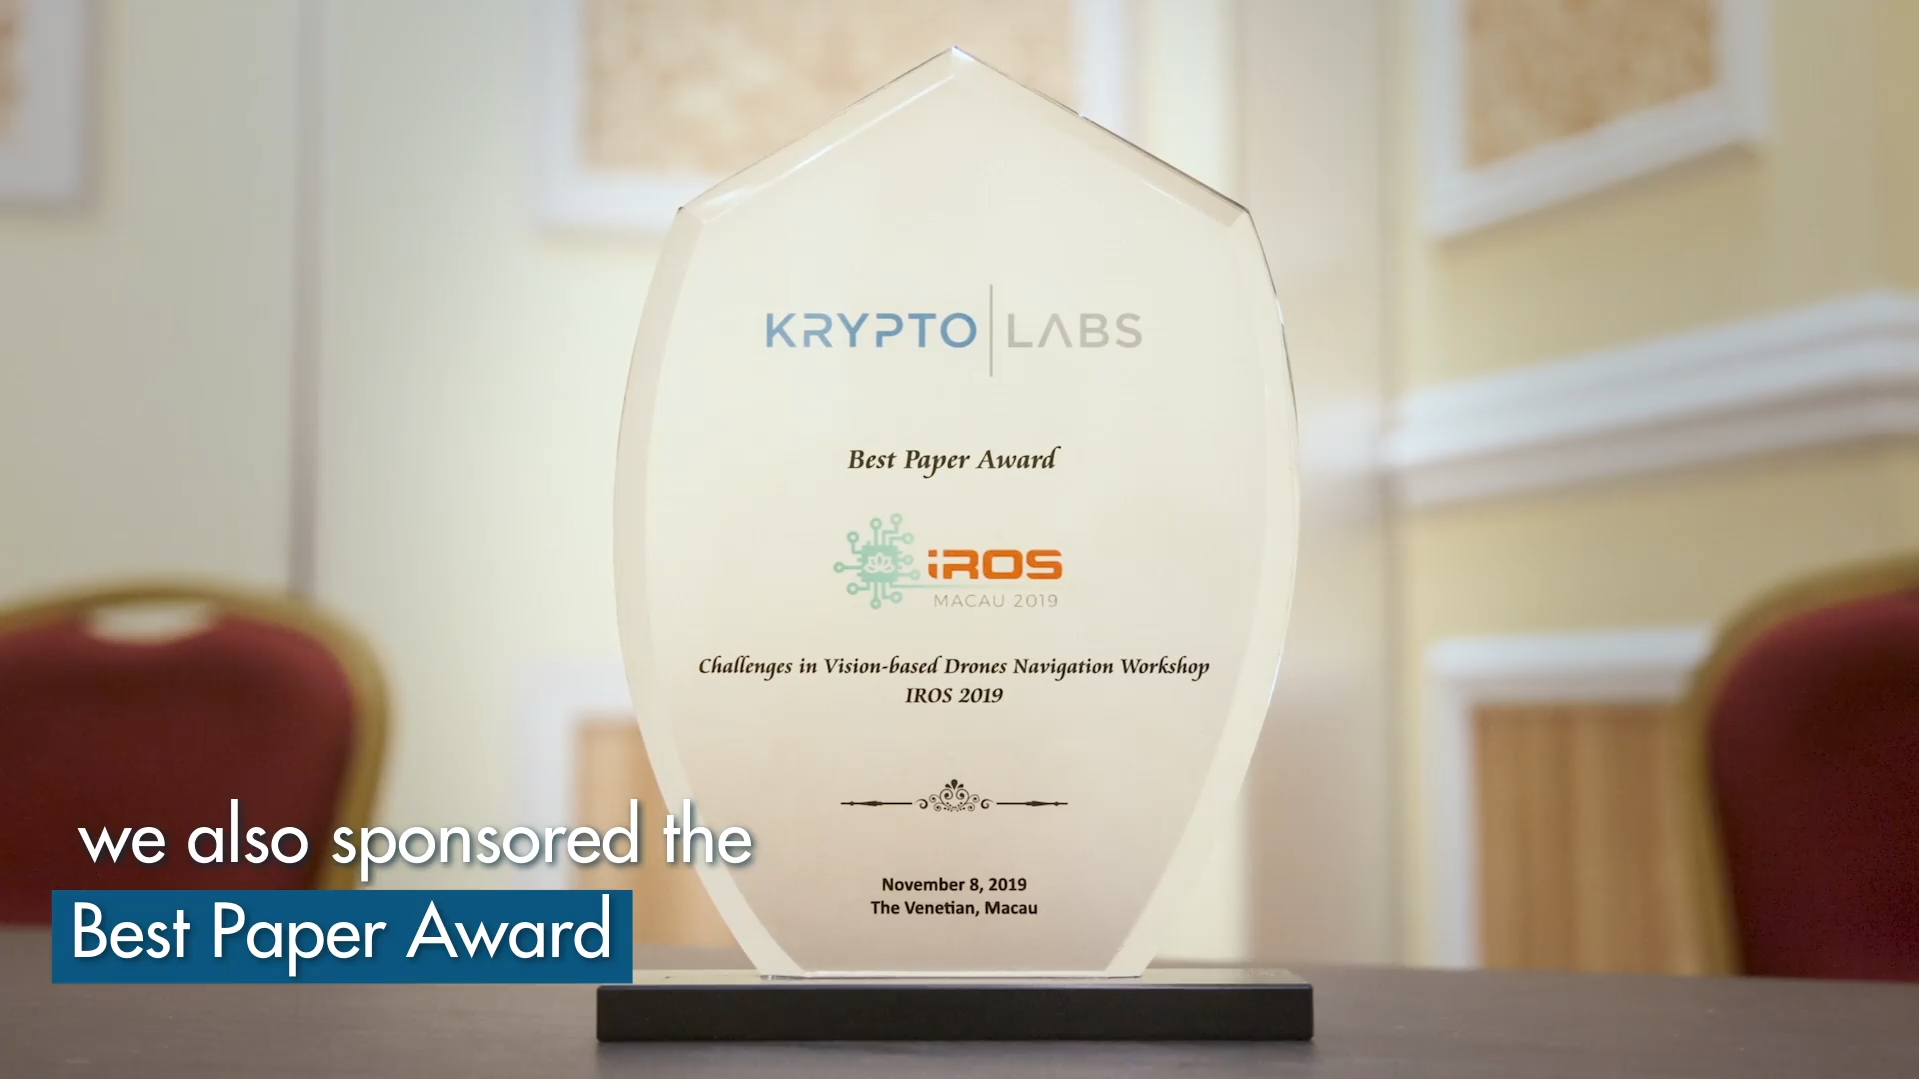 KRYPTO LABS
Best Paper Award
iROS
MACAU 2019
Challenges in Vision-based Drones Navigation Workshop
IROS 2019
November 8, 2019
The Venetian, Macau
we also sponsored the
Best Paper Award